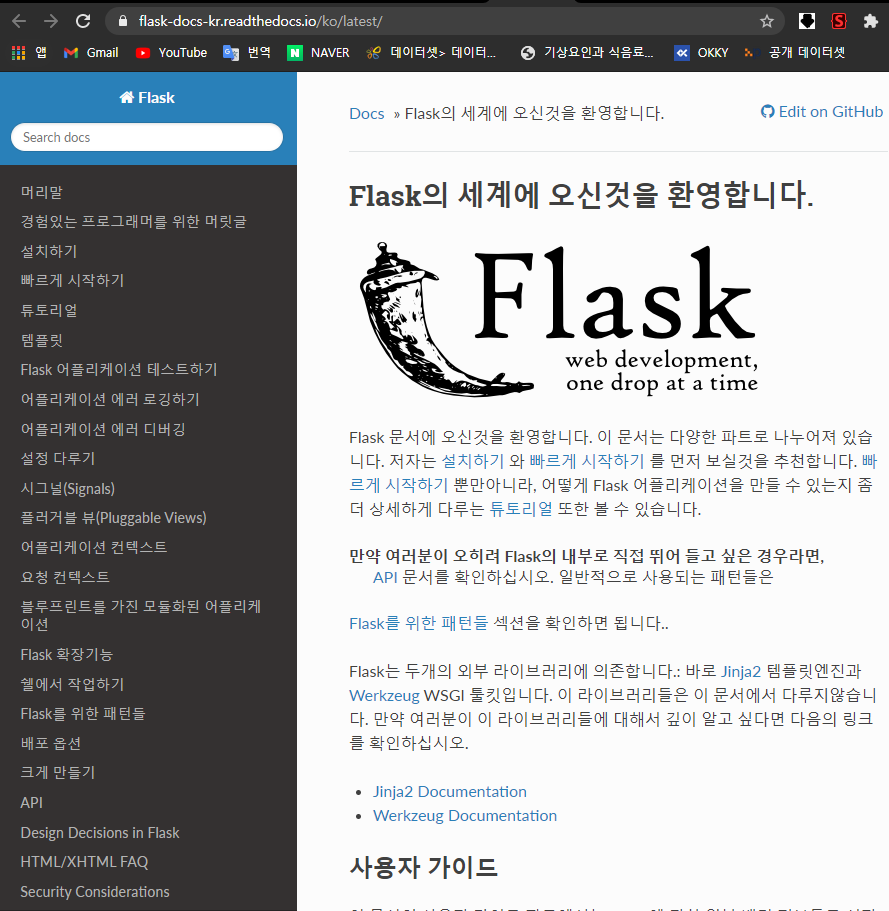 flask-docs-kr.readthedocs.io/ko/latest/
앱
Gmail
YouTube
번역
NAVER
데이터셋> 데이터...
기상요인과 식음료...
OKKY
공개 데이터셋
Flask
Search docs
머리말
경험있는 프로그래머를 위한 머릿글
설치하기
빠르게 시작하기
튜토리얼
템플릿
Flask 어플리케이션 테스트하기
어플리케이션 에러 로깅하기
어플리케이션 에러 디버깅
설정 다루기
시그널(Signals)
플러거블 뷰(Pluggable Views)
어플리케이션 컨텍스트
요청 컨텍스트
블루프린트를 가진 모듈화된 어플리케
이션
Flask 확장기능
쉘에서 작업하기
Flask를 위한 패턴들
배포 옵션
크게 만들기
API
Design Decisions in Flask
HTML/XHTML FAQ
Security Considerations
Docs » Flask의 세계에 오신것을 환영합니다.
Edit on GitHub
Flask의 세계에 오신것을 환영합니다.
Flask
web development,
one drop at a time
Flask 문서에 오신것을 환영합니다. 이 문서는 다양한 파트로 나누어져 있습
니다. 저자는 설치하기 와 빠르게 시작하기 를 먼저 보실것을 추천합니다. 빠
르게 시작하기 뿐만아니라, 어떻게 Flask 어플리케이션을 만들 수 있는지 좀
더 상세하게 다루는 튜토리얼 또한 볼 수 있습니다.
만약 여러분이 오히려 Flask의 내부로 직접 뛰어 들고 싶은 경우라면,
API 문서를 확인하십시오. 일반적으로 사용되는 패턴들은
Flask를 위한 패턴들 섹션을 확인하면 됩니다..
Flask는 두개의 외부 라이브러리에 의존합니다.: 바로 Jinja2 템플릿엔진과
Werkzeug WSGI 툴킷입니다. 이 라이브러리들은 이 문서에서 다루지않습니
다. 만약 여러분이 이 라이브러리들에 대해서 깊이 알고 싶다면 다음의 링크
를 확인하십시오.
Jinja2 Documentation
Werkzeug Documentation
사용자 가이드